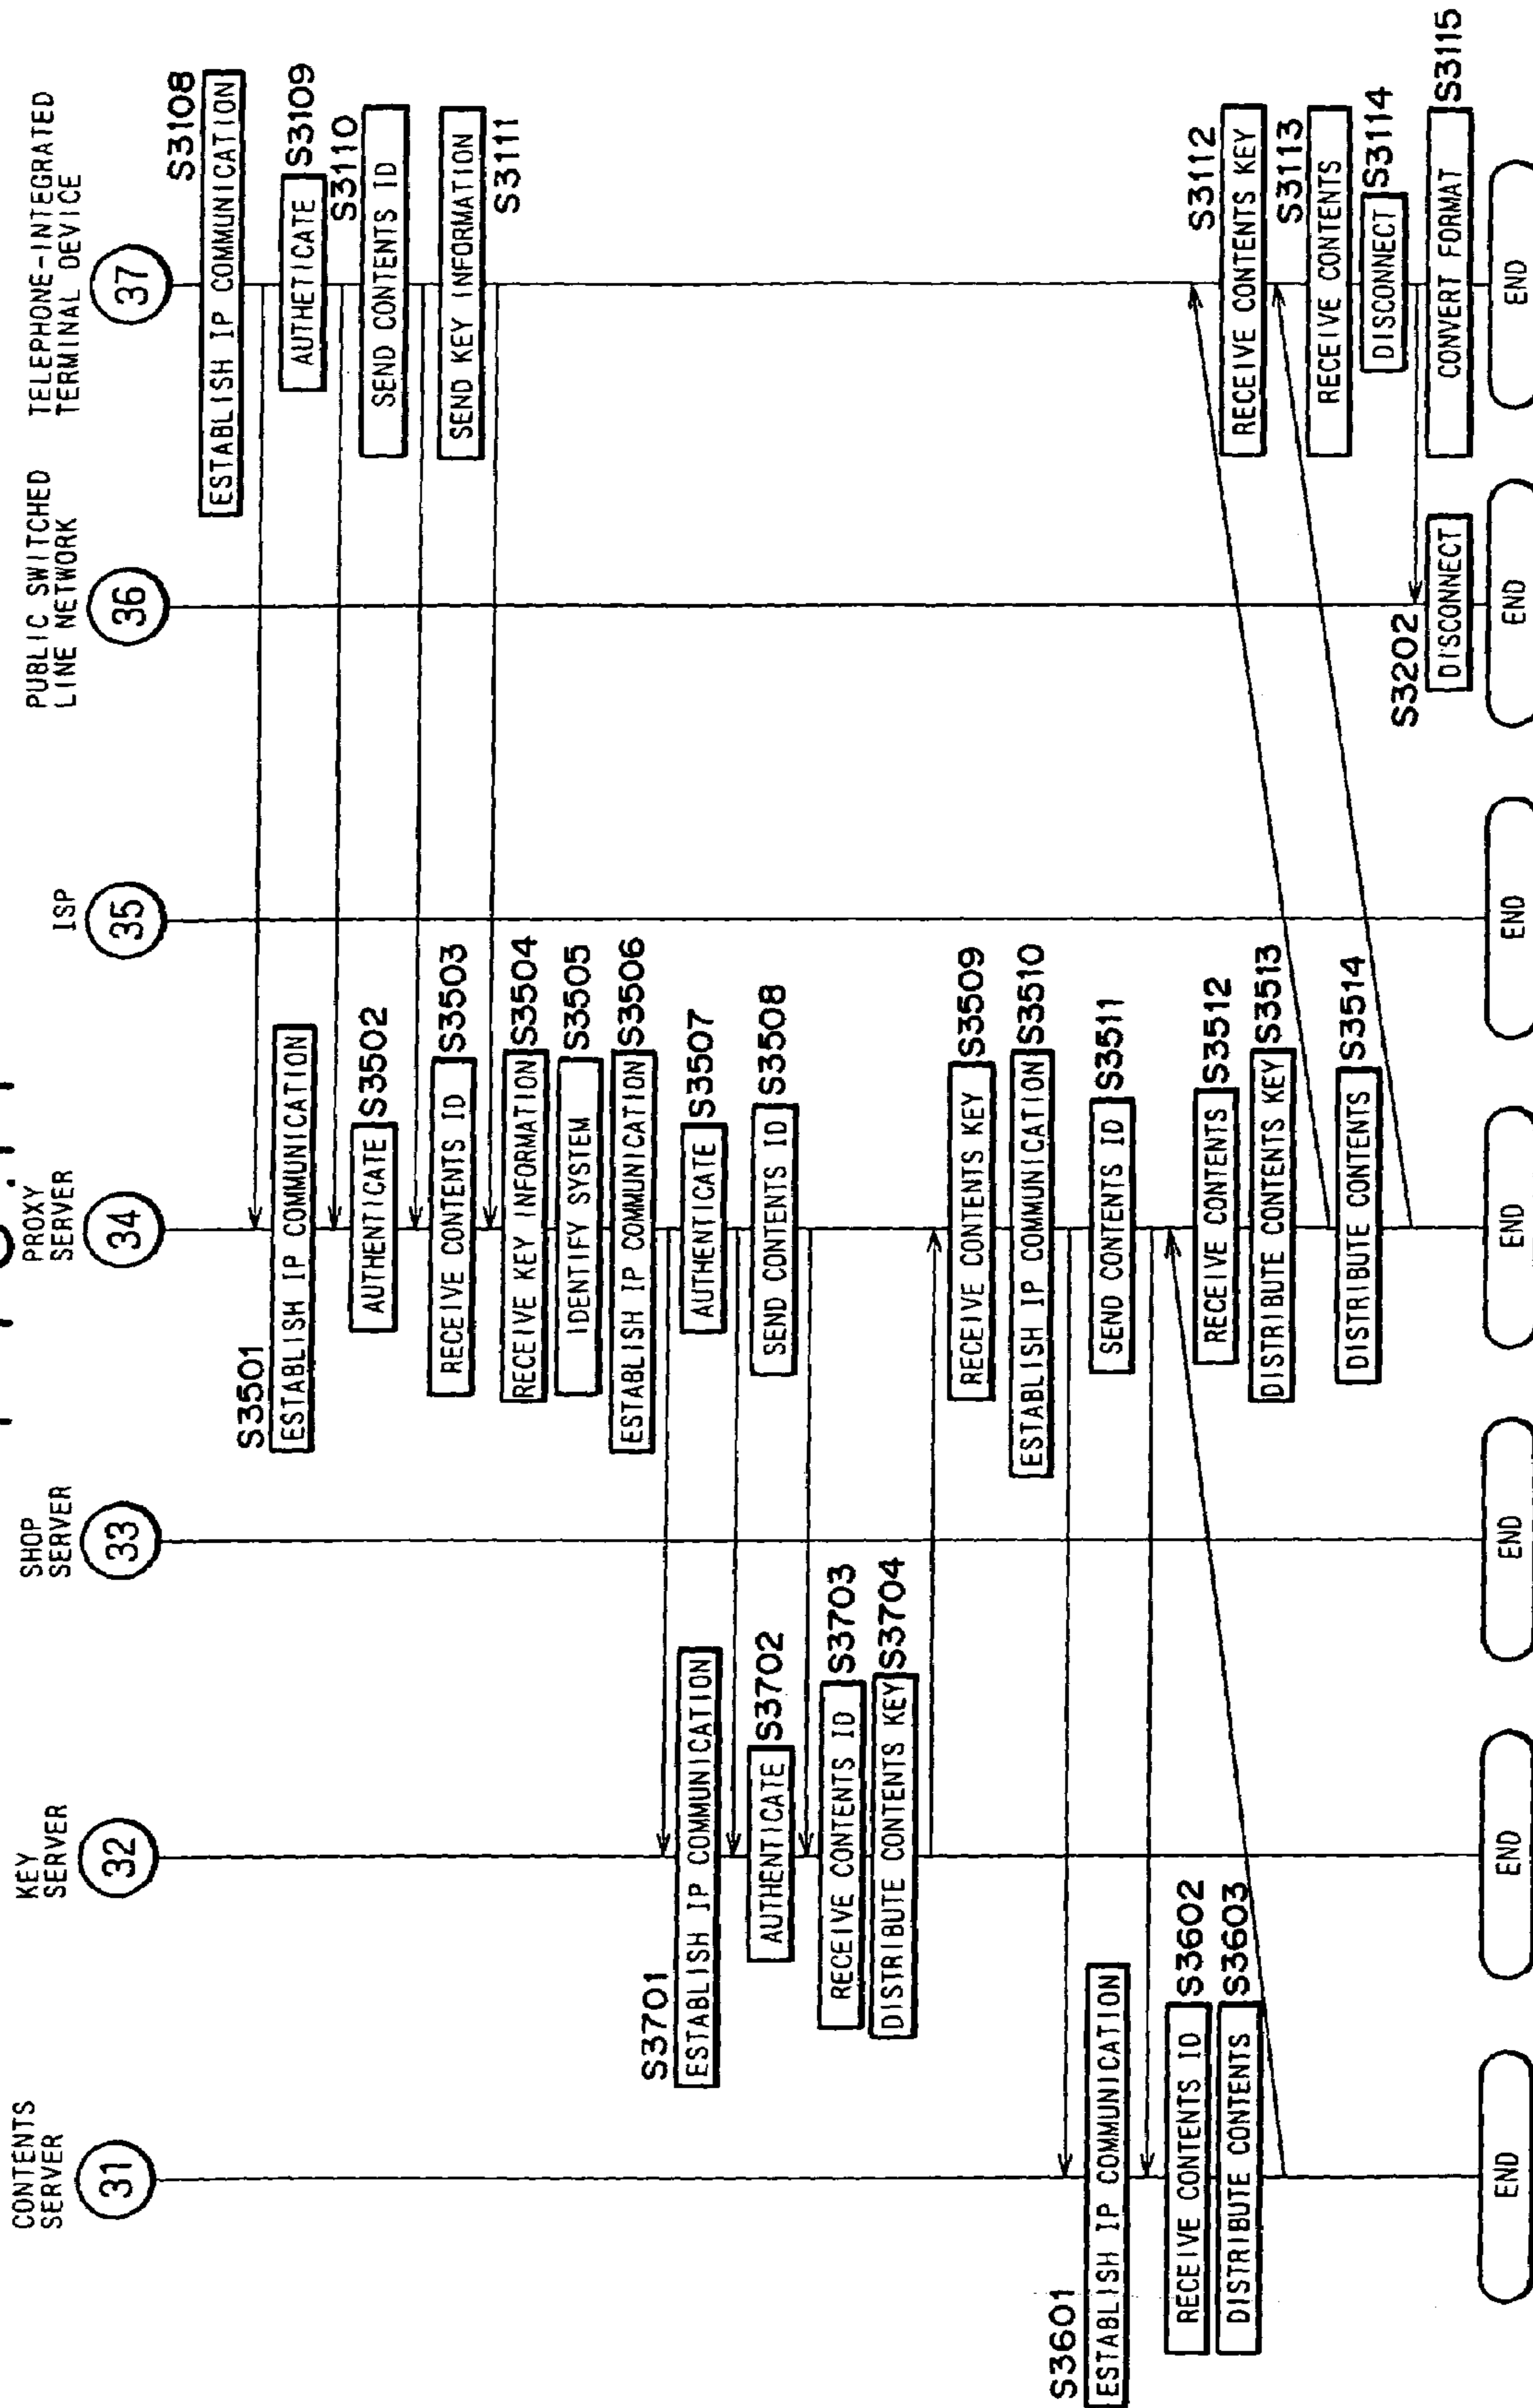 CONTENTS
SERVER
31
KEY
SERVER
32
SHOP
SERVER
33
PROXY
SERVER
34
ISP
35
PUBLIC SWITCHED
LINE NETWORK
36
TELEPHONE-INTEGRATED
TERMINAL DEVICE
37
S3108
ESTABLISH IP COMMUNICATION
AUTHETICATE
S3109
S3110
SEND CONTENTS ID
SEND KEY INFORMATION
S3111
S3501
ESTABLISH IP COMMUNICATION
AUTHENTICATE
S3502
RECEIVE CONTENTS ID
S3503
RECEIVE KEY INFORMATION
S3504
IDENTIFY SYSTEM
S3505
ESTABLISH IP COMMUNICATION
S3506
AUTHENTICATE
S3507
SEND CONTENTS ID
S3508
S3701
ESTABLISH IP COMMUNICATION
AUTHENTICATE
S3702
RECEIVE CONTENTS ID
S3703
DISTRIBUTE CONTENTS KEY
S3704
RECEIVE CONTENTS KEY
S3509
ESTABLISH IP COMMUNICATION
S3510
SEND CONTENTS ID
S3511
S3601
ESTABLISH IP COMMUNICATION
RECEIVE CONTENTS ID
S3602
DISTRIBUTE CONTENTS
S3603
RECEIVE CONTENTS
S3512
DISTRIBUTE CONTENTS KEY
S3513
DISTRIBUTE CONTENTS
S3514
S3112
RECEIVE CONTENTS KEY
S3113
RECEIVE CONTENTS
DISCONNECT
S3114
S3202
DISCONNECT
CONVERT FORMAT
S3115
END
END
END
END
END
END
END